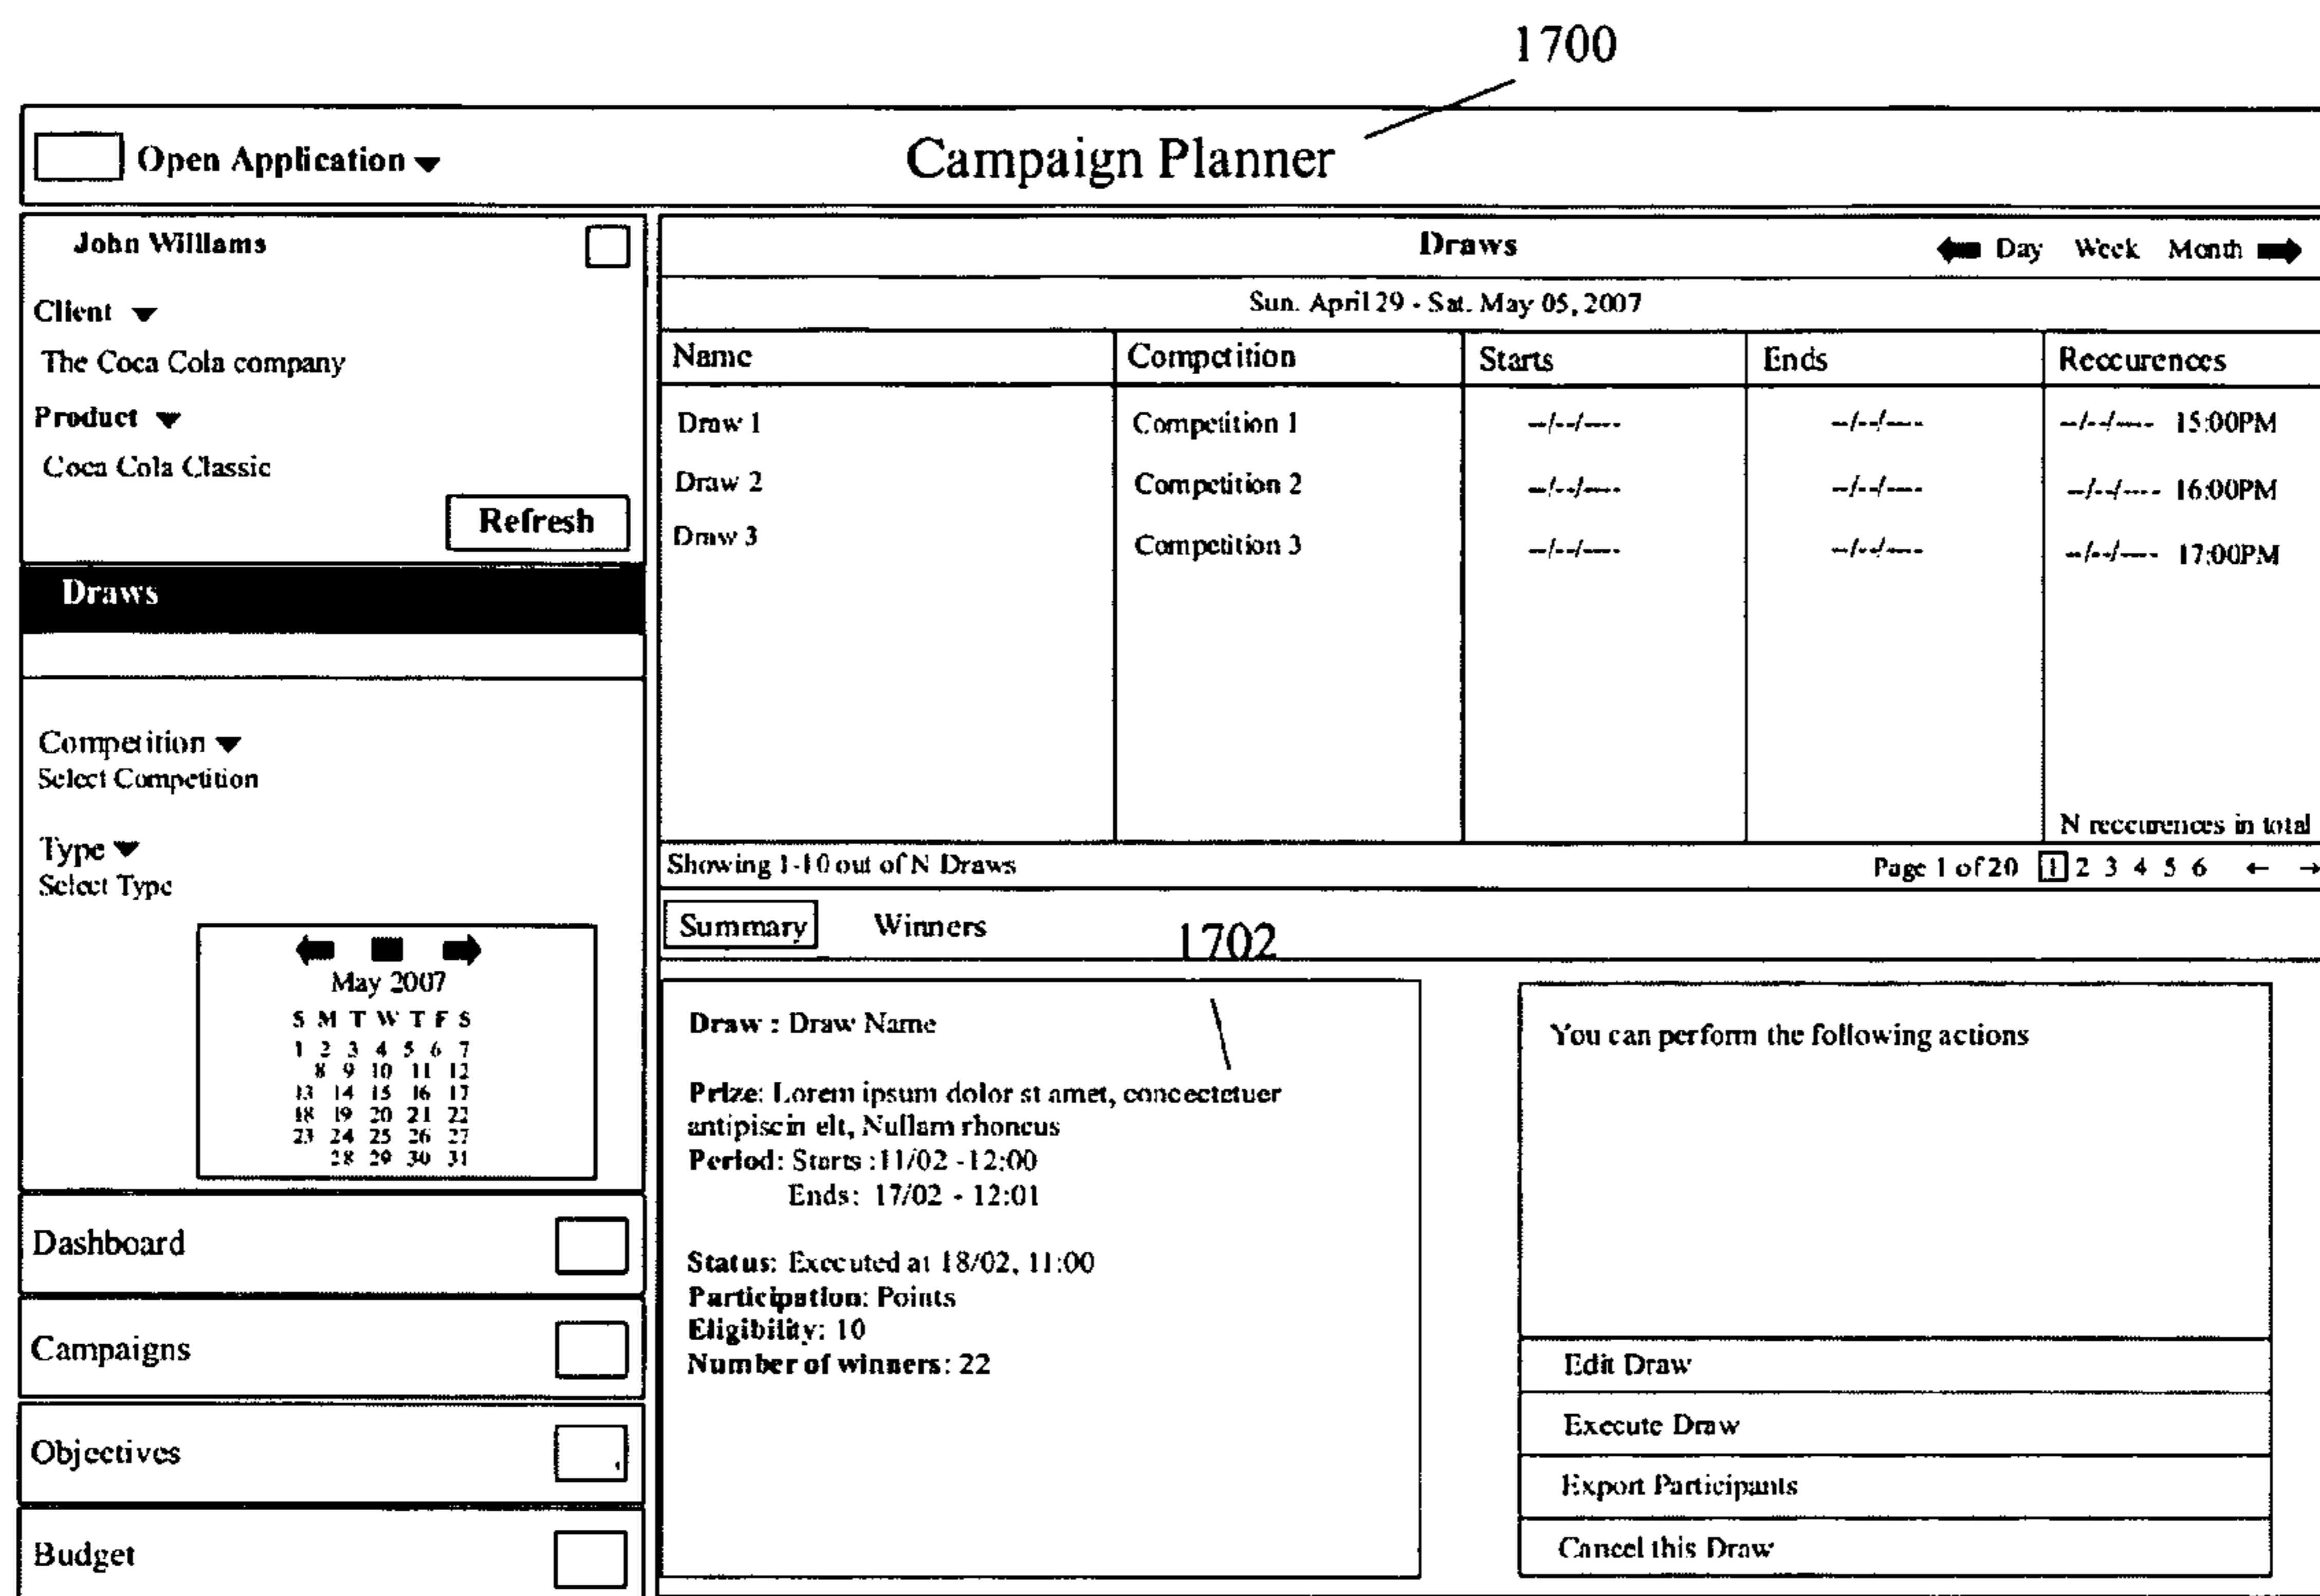 1700
Open Application
Campaign Planner
John Williams
Client
The Coca Cola company
Product
Coca Cola Classic
Refresh
Draws
Competition
Select Competition
Type
Select Type
May 2007
S M T W T F S
1 2 3 4 5 6 7
8 9 10 11 12
13 14 15 16 17
18 19 20 21 22
23 24 25 26 27
28 29 30 31
Dashboard
Campaigns
Objectives
Budget
Draws
Day Week Month
Sun. April 29 - Sat. May 05, 2007
Name Competition Starts Ends Reccurences
Draw 1 Competition 1 --/--/---- --/--/---- --/--/---- 15:00PM
Draw 2 Competition 2 --/--/---- --/--/---- --/--/---- 16:00PM
Draw 3 Competition 3 --/--/---- --/--/---- --/--/---- 17:00PM
N reccurences in total
Showing 1-10 out of N Draws Page 1 of 20 1 2 3 4 5 6 ← →
Summary Winners
1702
Draw : Draw Name
Prize: Lorem ipsum dolor st amet, concectetuer
antipiscin elt, Nullam rhoncus
Period: Starts :11/02 -12:00
Ends: 17/02 - 12:01
Status: Executed at 18/02, 11:00
Participation: Points
Eligibility: 10
Number of winners: 22
You can perform the following actions
Edit Draw
Execute Draw
Export Participants
Cancel this Draw